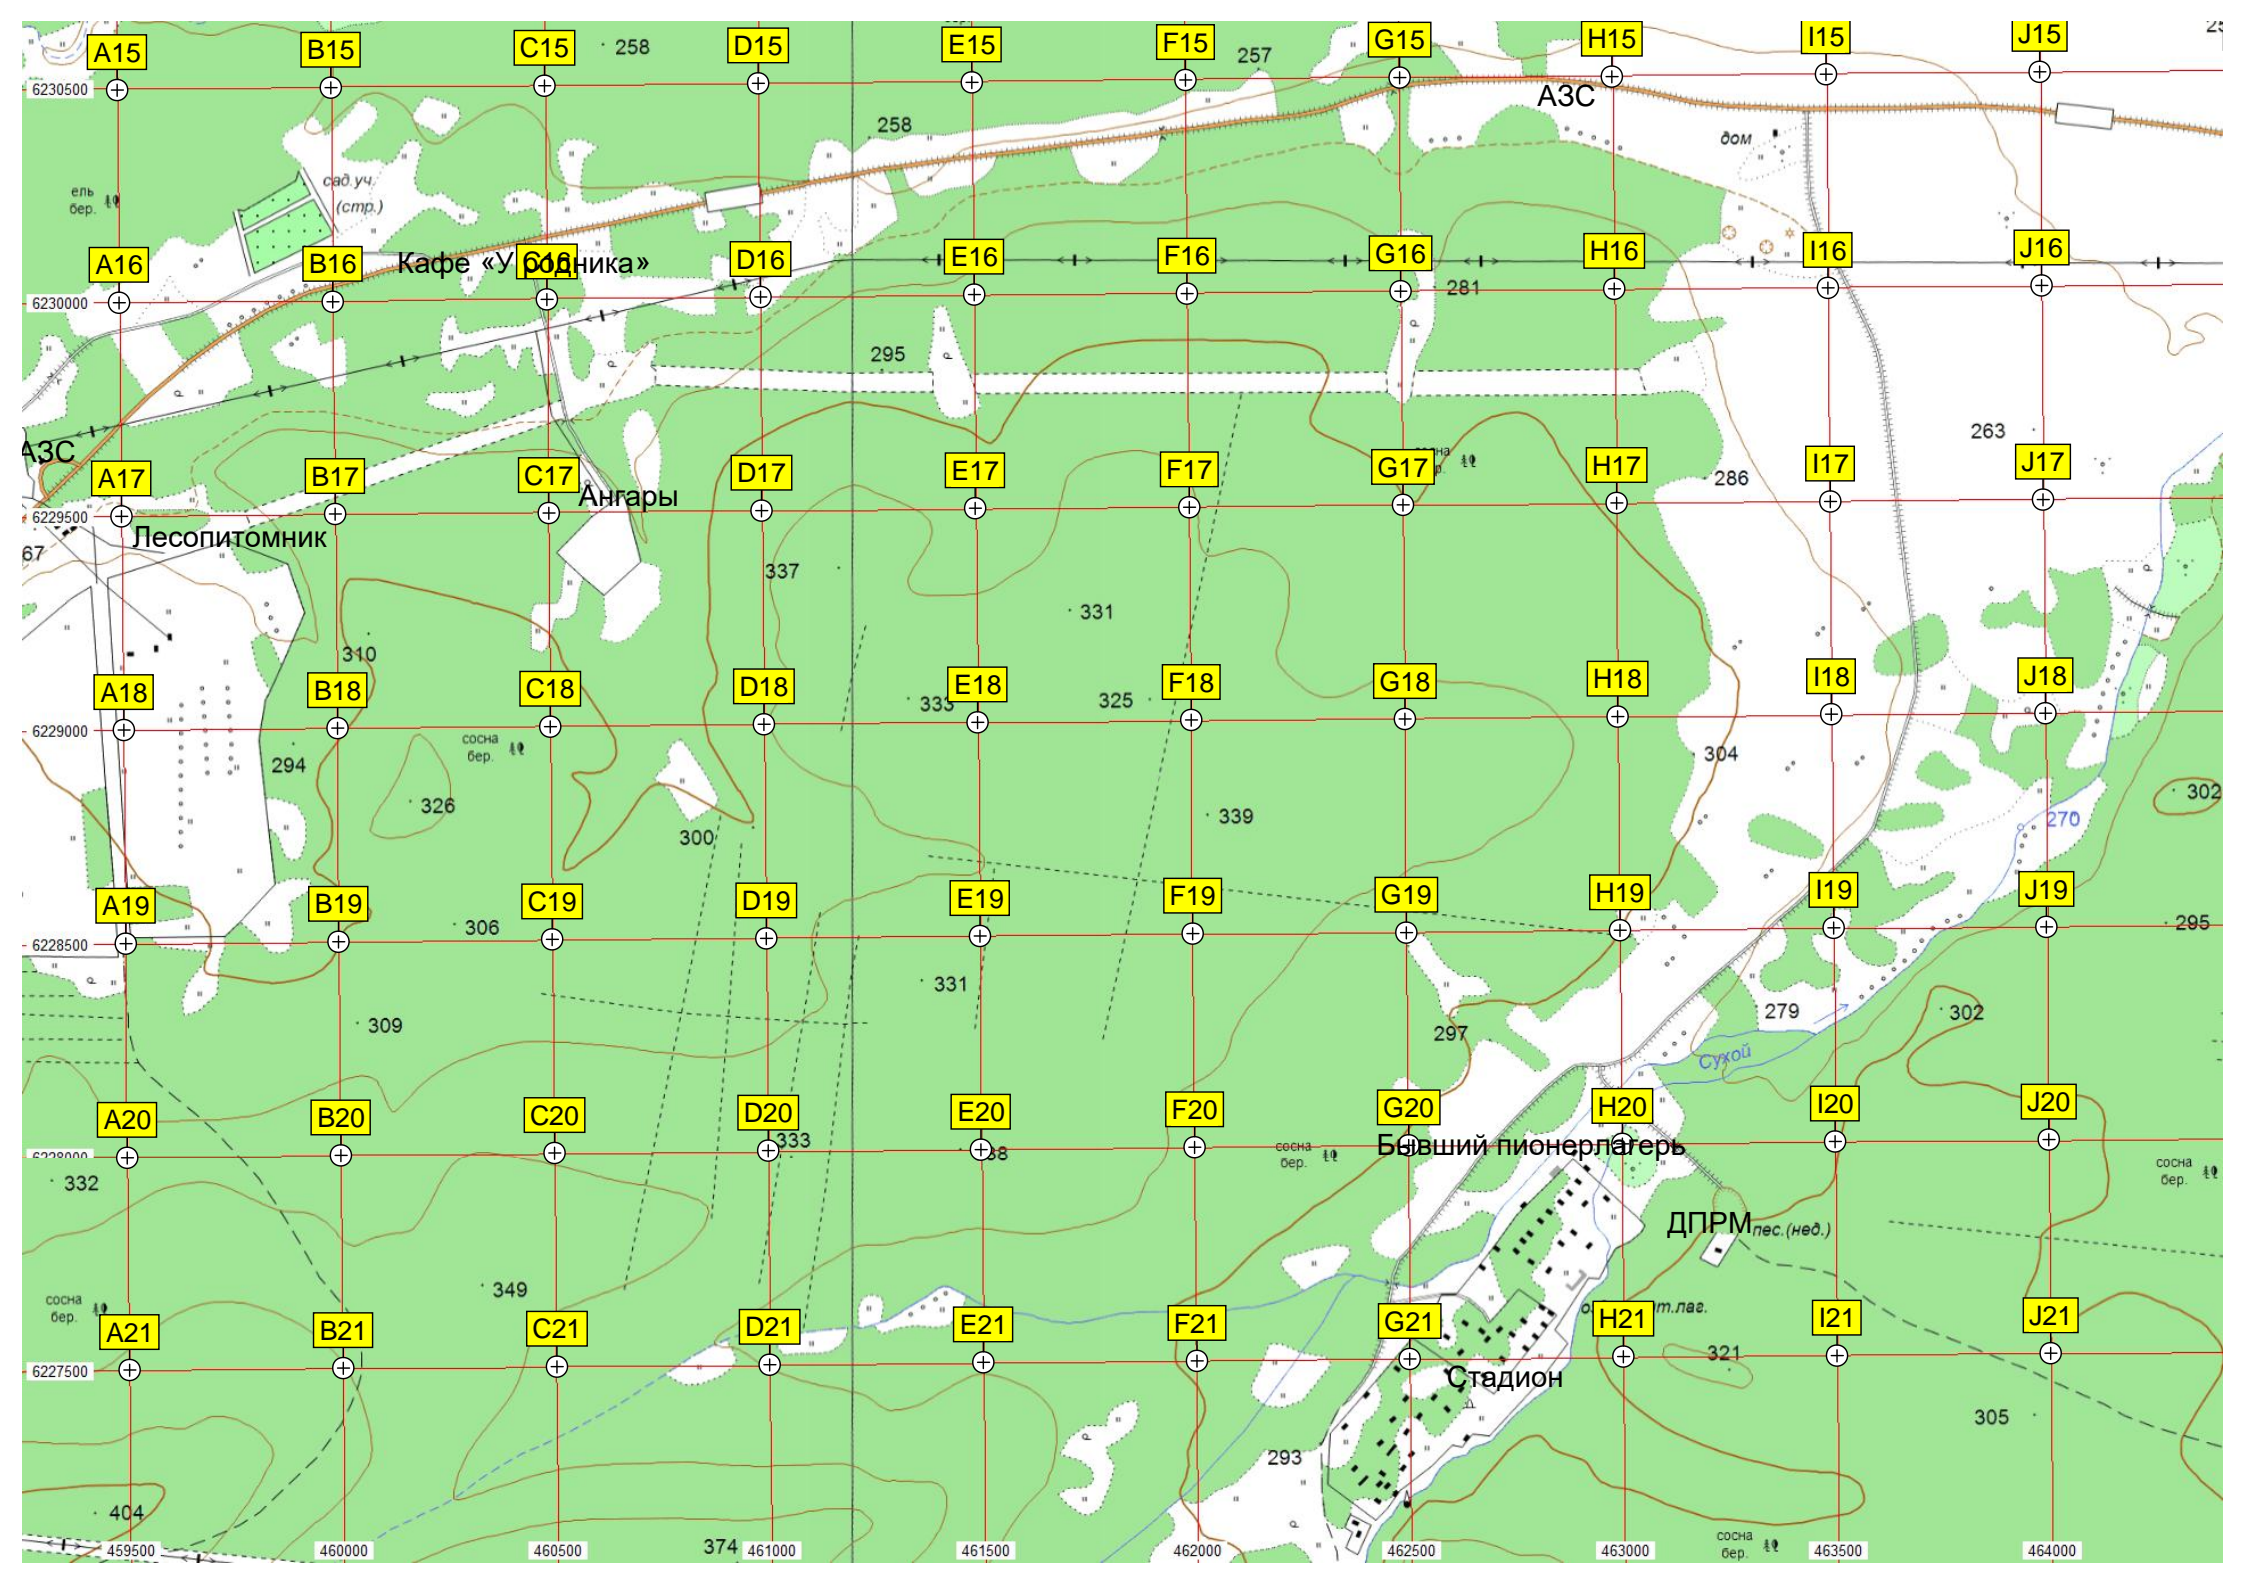 A15 B15 C15 D15 E15 F15 G15 H15 I15 J15
258
257
6230500
АЗС
258
дом
ель
бер.
сад.уч.
(стр.)
A16 B16 C16 D16 E16 F16 G16 H16 I16 J16
Кафе «У родника»
281
6230000
295
263
АЗС
A17 B17 C17 D17 E17 F17 G17 H17 I17 J17
286
Ангары
6229500
Лесопитомник
67
337
331
310
A18 B18 C18 D18 E18 F18 G18 H18 I18 J18
333
325
6229000
сосна
бер.
294
304
326
302
300
339
270
A19 B19 C19 D19 E19 F19 G19 H19 I19 J19
306
295
6228500
331
309
279
302
297
Сухой
A20 B20 C20 D20 E20 F20 G20 H20 I20 J20
333
Бывший пионерлагерь
сосна
бер.
сосна
бер.
332
ДПРМ
пес.(нед.)
349
сосна
бер.
т.лаг.
A21 B21 C21 D21 E21 F21 G21 H21 I21 J21
321
6227500
Стадион
305
293
404
сосна
бер.
374
459500 460000 460500 461000 461500 462000 462500 463000 463500 464000